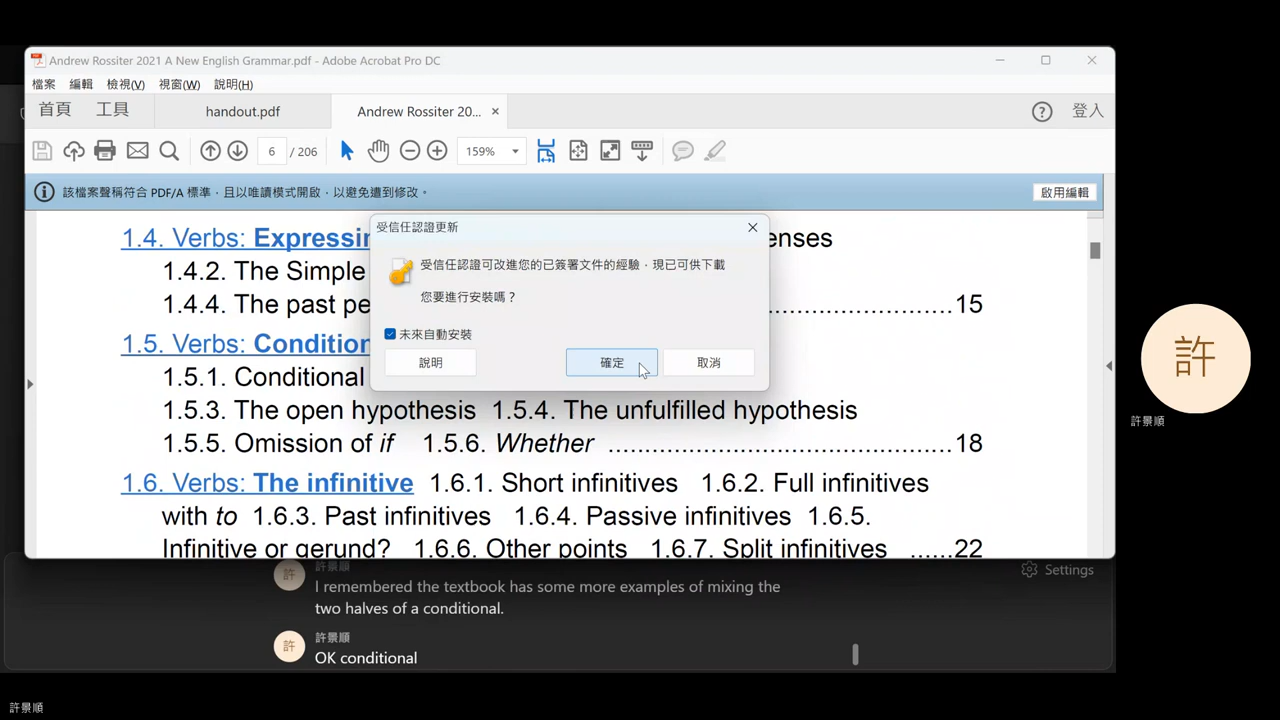 Andrew Rossiter 2021 A New English Grammar.pdf - Adobe Acrobat Pro DC
檔案 編輯 檢視(V) 視窗(W) 說明(H)
首頁 工具 handout.pdf Andrew Rossiter 20... × 登入
6 / 206 159%
該檔案聲稱符合 PDF/A 標準，且以唯讀模式開啟，以避免遭到修改。 啟用編輯
受信任認證更新
受信任認證可改進您的已簽署文件的經驗，現已可供下載
您要進行安裝嗎？
未來自動安裝
說明 確定 取消
1.4. Verbs: Expressin enses
1.4.2. The Simple
1.4.4. The past pe ..................15
1.5. Verbs: Condition
1.5.1. Conditional
1.5.3. The open hypothesis 1.5.4. The unfulfilled hypothesis
1.5.5. Omission of if 1.5.6. Whether ...................................18
1.6. Verbs: The infinitive 1.6.1. Short infinitives 1.6.2. Full infinitives
with to 1.6.3. Past infinitives 1.6.4. Passive infinitives 1.6.5.
Infinitive or gerund? 1.6.6. Other points 1.6.7. Split infinitives ......22
許
許景順
許 許景順
I remembered the textbook has some more examples of mixing the
two halves of a conditional.
Settings
許 許景順
OK conditional
許景順